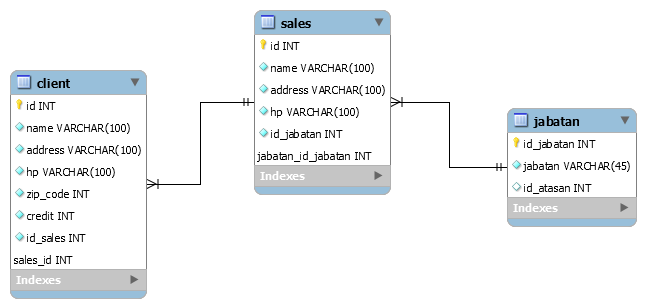 client
id INT
name VARCHAR(100)
address VARCHAR(100)
hp VARCHAR(100)
zip_code INT
credit INT
id_sales INT
sales_id INT
Indexes
sales
id INT
name VARCHAR(100)
address VARCHAR(100)
hp VARCHAR(100)
id_jabatan INT
jabatan_id_jabatan INT
Indexes
jabatan
id_jabatan INT
jabatan VARCHAR(45)
id_atasan INT
Indexes